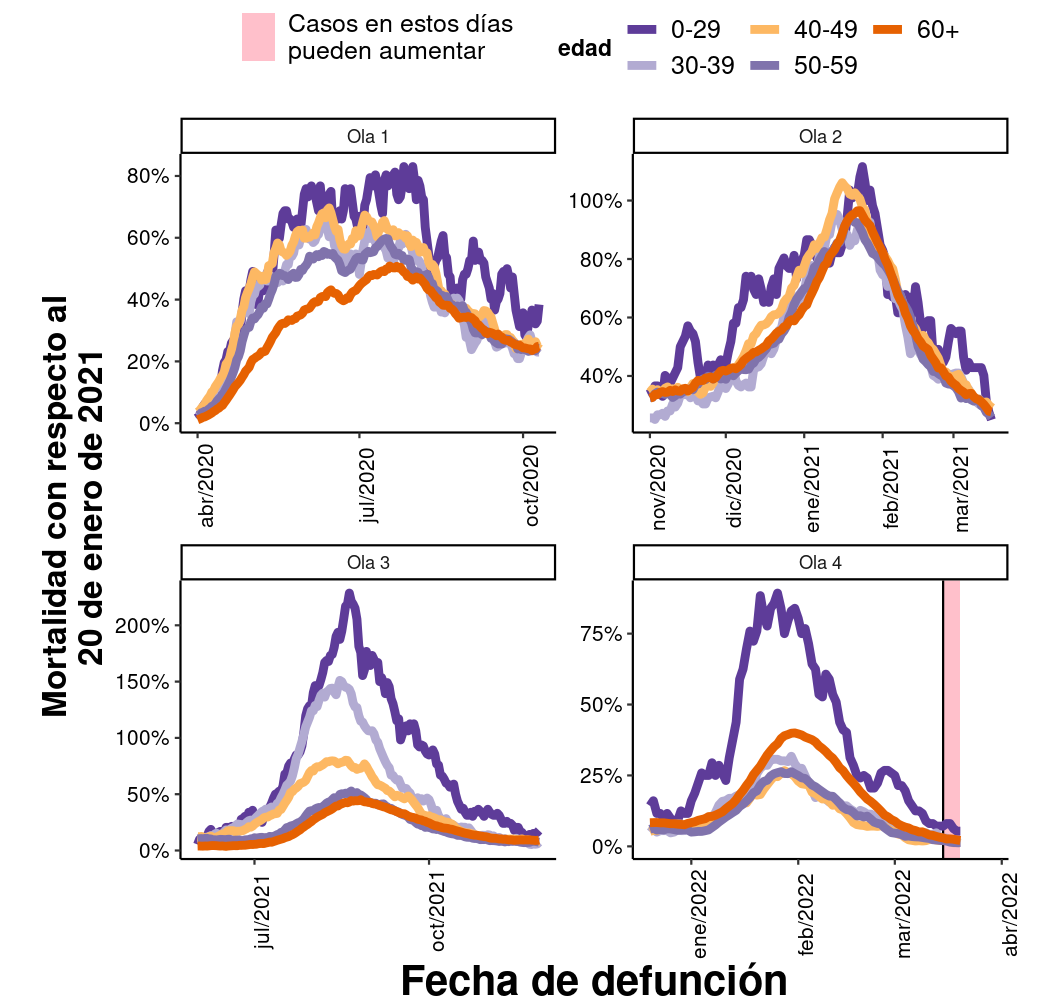 Casos en estos días
pueden aumentar
edad
0-29
40-49
60+
30-39
50-59
Mortalidad con respecto al
20 de enero de 2021
Ola 1
80%
60%
40%
20%
0%
abr/2020
jul/2020
oct/2020
Ola 2
100%
80%
60%
40%
nov/2020
dic/2020
ene/2021
feb/2021
mar/2021
Ola 3
200%
150%
100%
50%
0%
jul/2021
oct/2021
Ola 4
75%
50%
25%
0%
ene/2022
feb/2022
mar/2022
abr/2022
Fecha de defunción